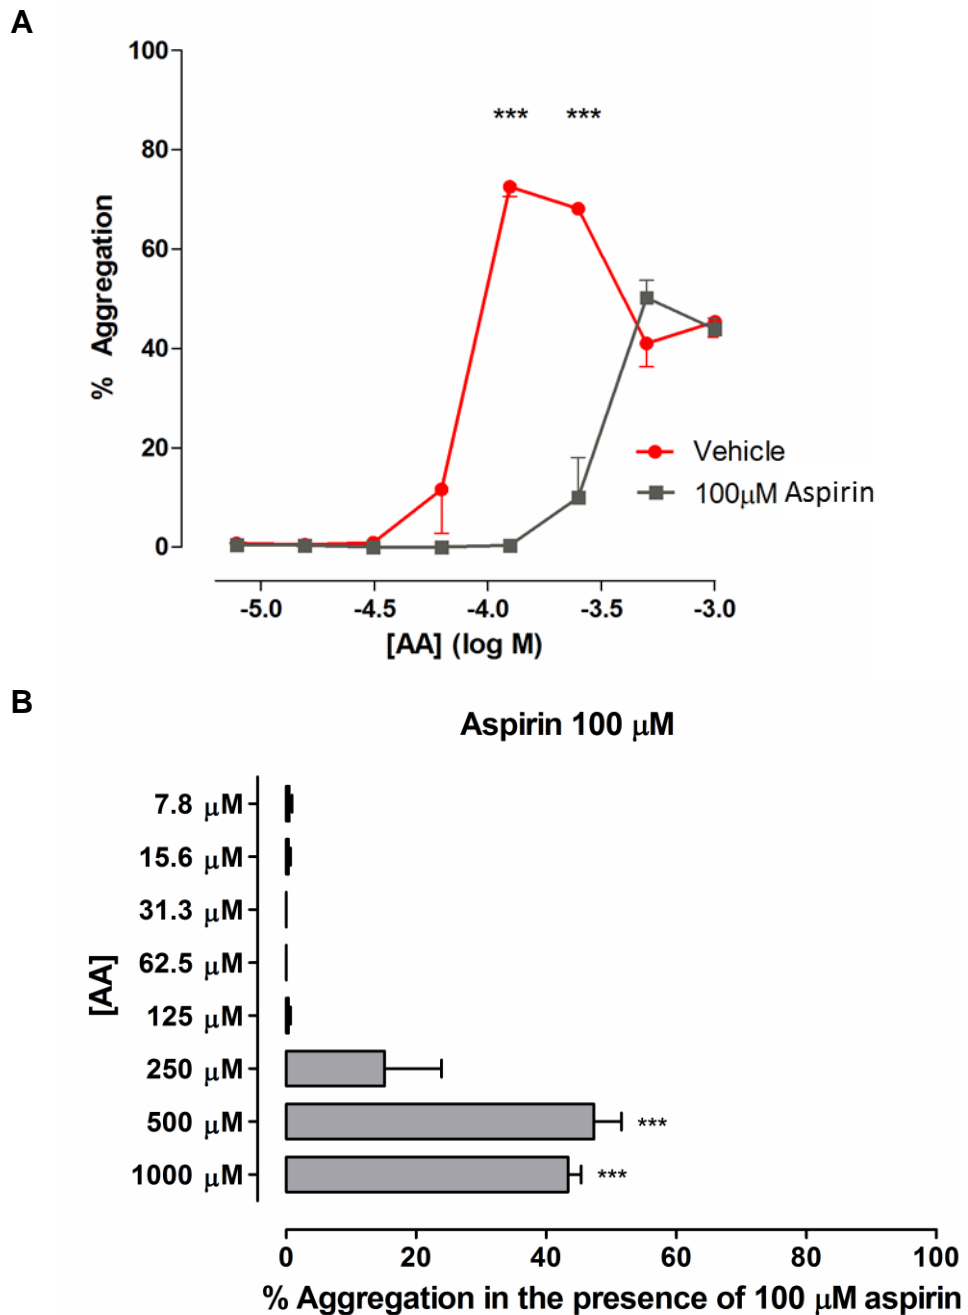 A
100
80
60
40
20
0
% Aggregation
*** ***
Vehicle
100μM Aspirin
-5.0 -4.5 -4.0 -3.5 -3.0
[AA] (log M)
B
Aspirin 100 μM
[AA]
7.8 μM
15.6 μM
31.3 μM
62.5 μM
125 μM
250 μM
500 μM ***
1000 μM ***
0 20 40 60 80 100
% Aggregation in the presence of 100 μM aspirin